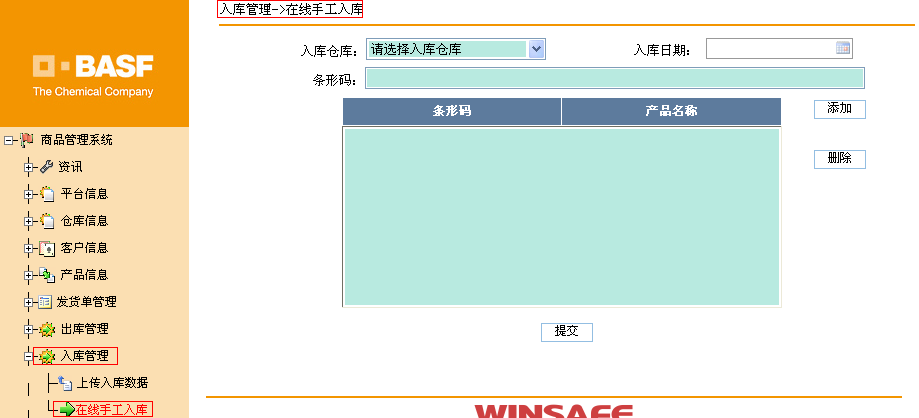 入库管理->在线手工入库
BASF
The Chemical Company
商品管理系统
资讯
平台信息
仓库信息
客户信息
产品信息
发货单管理
出库管理
入库管理
上传入库数据
在线手工入库
入库仓库： 请选择入库仓库 入库日期：
条形码：
条形码 产品名称
添加
删除
提交
WINSAFE